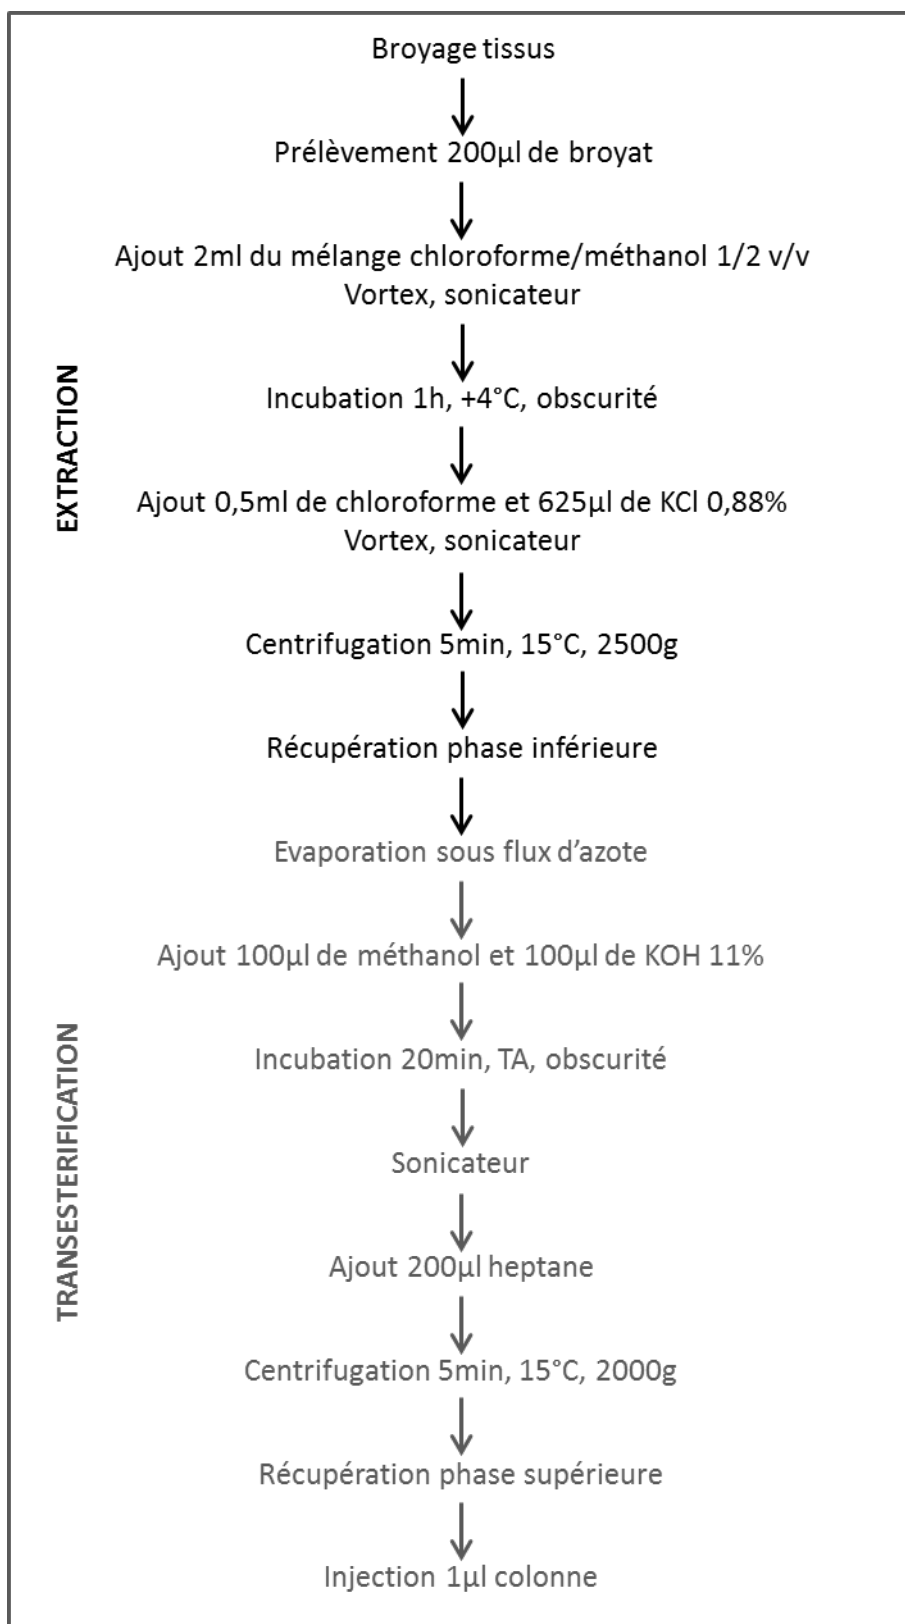 Broyage tissus
Prélèvement 200µl de broyat
Ajout 2ml du mélange chloroforme/méthanol 1/2 v/v
Vortex, sonicateur
Incubation 1h, +4°C, obscurité
EXTRACTION
Ajout 0,5ml de chloroforme et 625µl de KCl 0,88%
Vortex, sonicateur
Centrifugation 5min, 15°C, 2500g
Récupération phase inférieure
Evaporation sous flux d’azote
Ajout 100µl de méthanol et 100µl de KOH 11%
Incubation 20min, TA, obscurité
TRANSESTERIFICATION
Sonicateur
Ajout 200µl heptane
Centrifugation 5min, 15°C, 2000g
Récupération phase supérieure
Injection 1µl colonne